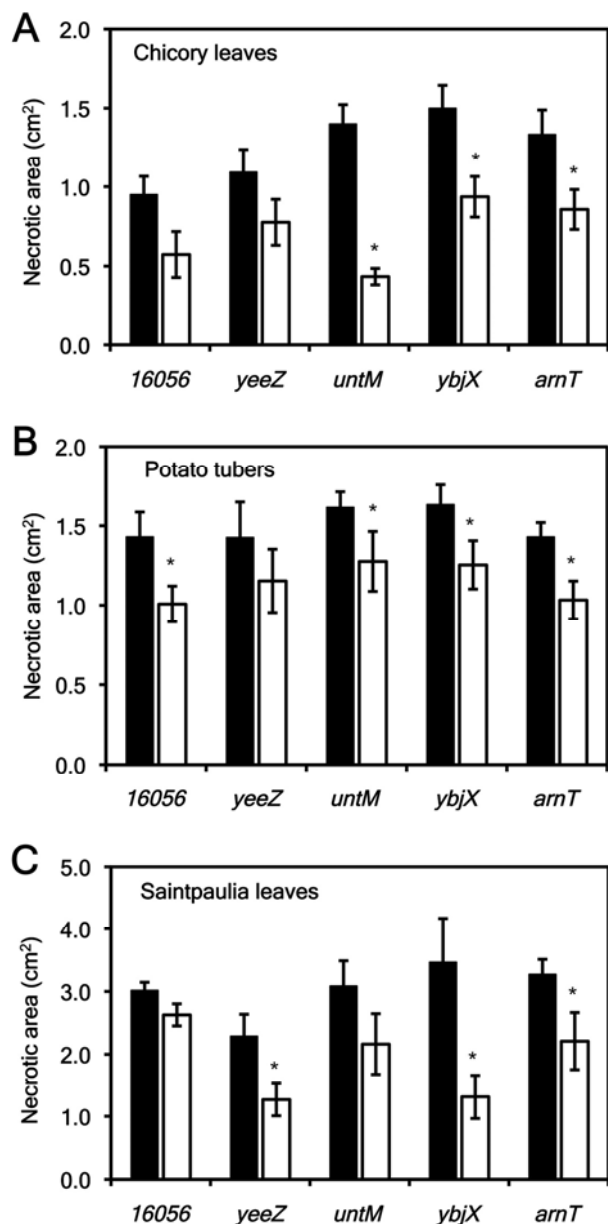 A
Chicory leaves
Necrotic area (cm²)
2.0
1.5
1.0
0.5
0.0
*
*
*
16056 yeeZ untM ybjX arnT
B
Potato tubers
Necrotic area (cm²)
2.0
1.5
1.0
0.5
0.0
*
*
*
*
16056 yeeZ untM ybjX arnT
C
Saintpaulia leaves
Necrotic area (cm²)
5.0
4.0
3.0
2.0
1.0
0.0
*
*
*
16056 yeeZ untM ybjX arnT